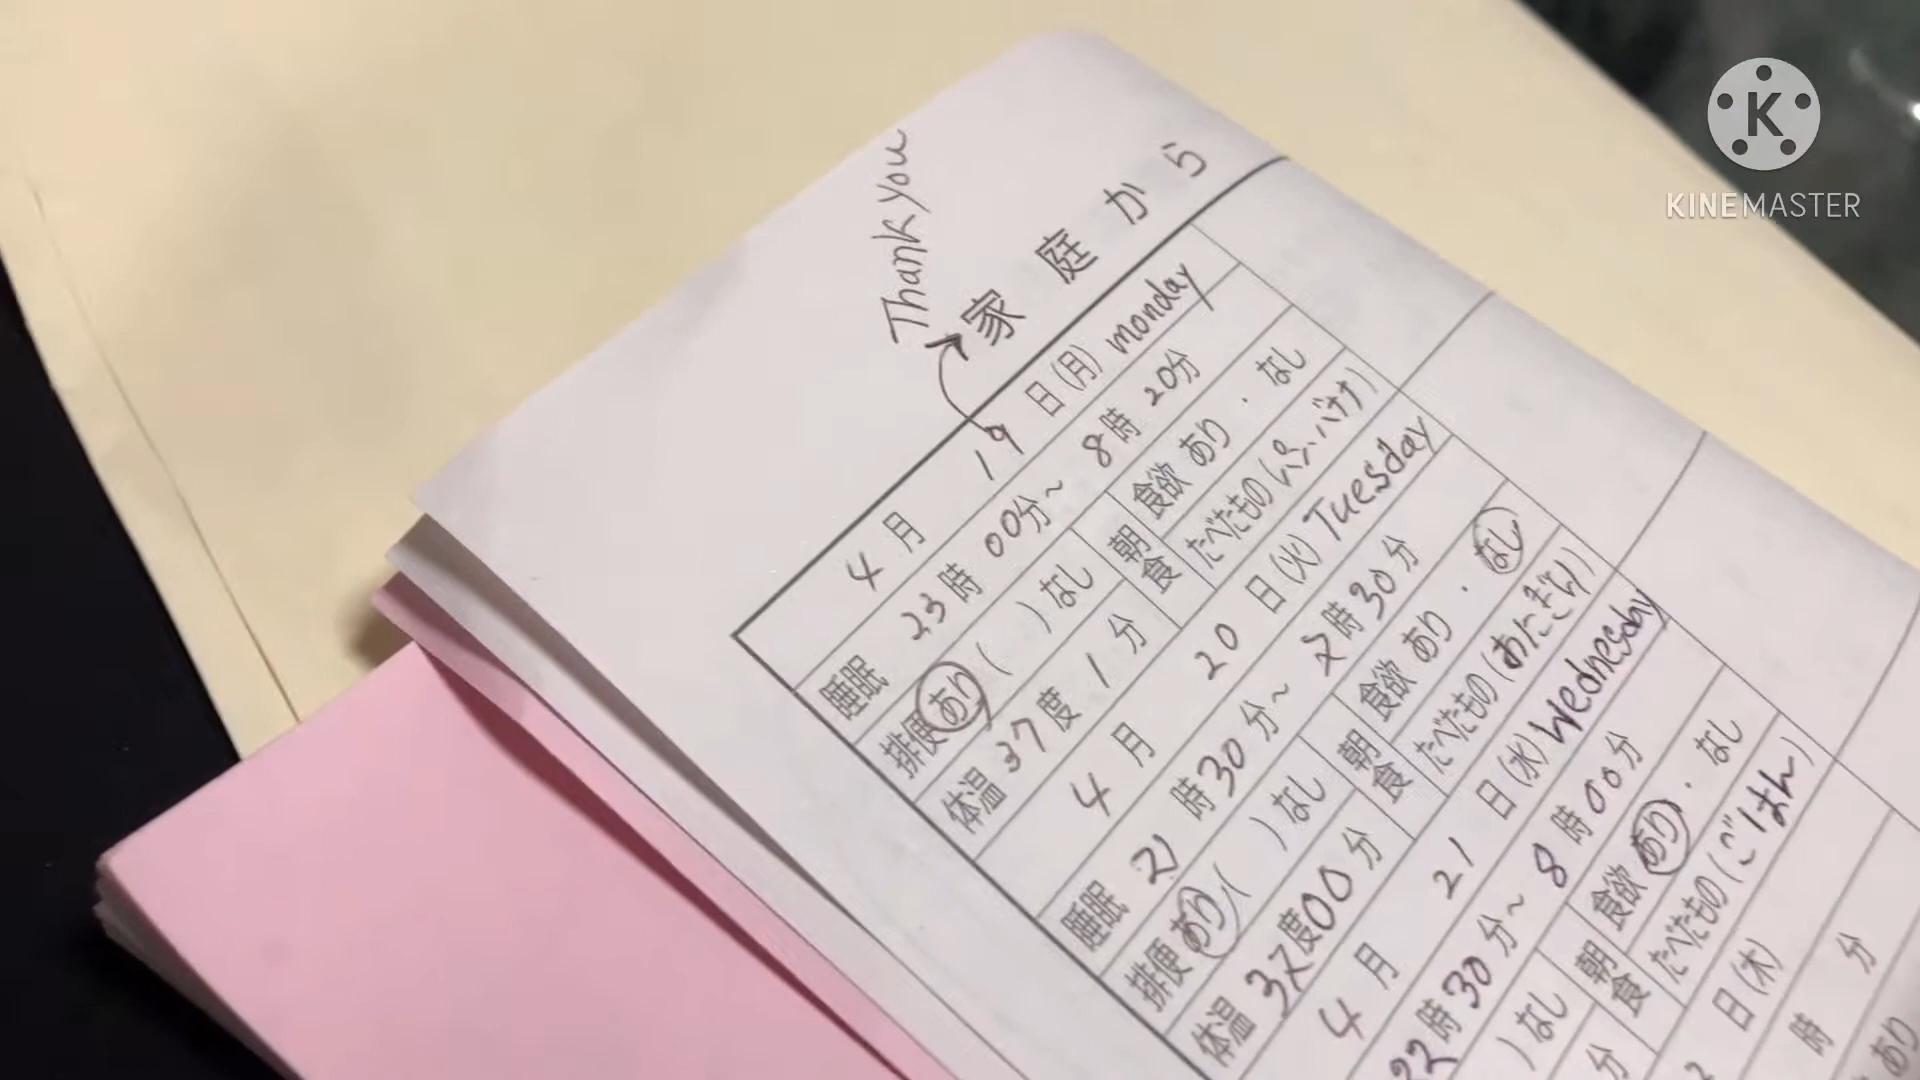 Thank you
家庭から
4月 19日(月) monday
睡眠 23時00分~8時20分
排便 あり( )なし
体温 37度1分
朝食
食欲 あり・なし
たべたもの(パン、バナナ)
4月 20日(火) Tuesday
睡眠 21時30分~ 時30分
排便 あり( )なし
体温 37度00分
朝食
食欲 あり・なし
たべたもの( )
4月 21日(水) Wednesday
22時30分~8時00分
)なし
分
朝食
食欲 あり・なし
たべたもの(ごはん)
日(木)
時 分
あり
KINEMASTER